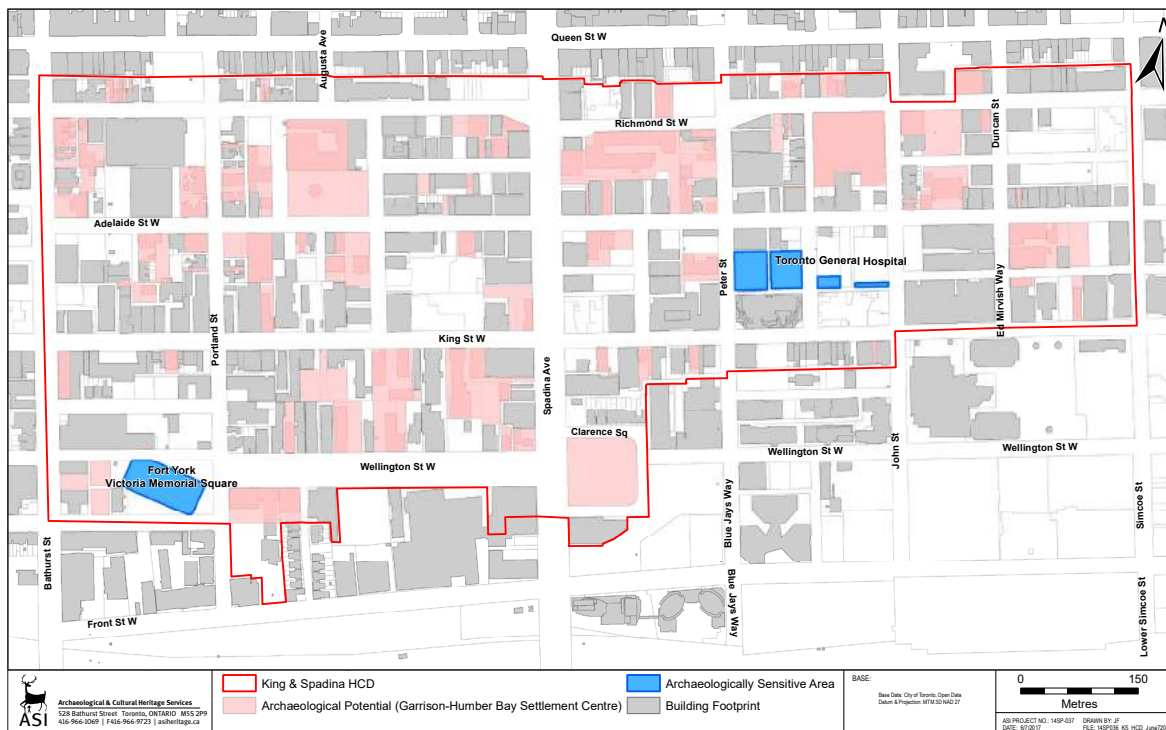 Queen St W
N
Augusta Ave
Duncan St
Richmond St W
Adelaide St W
Peter St
Toronto General Hospital
Ed Mirvish Way
Portland St
King St W
Spadina Ave
Clarence Sq
John St
Wellington St W
Wellington St W
Wellington St W
Fort York
Victoria Memorial Square
Blue Jays Way
Simcoe St
Bathurst St
Blue Jays Way
Lower Simcoe St
Front St W
ASI
Archaeological & Cultural Heritage Services
528 Bathurst Street Toronto, ONTARIO M5S 2P9
416-966-1069 | F416-966-9723 | asiheritage.ca
King & Spadina HCD
Archaeological Potential (Garrison-Humber Bay Settlement Centre)
Archaeologically Sensitive Area
Building Footprint
BASE:
Base Data: City of Toronto, Open Data
Datum & Projection: MTM 3D NAD 27
0 150
Metres
ASI PROJECT NO.: 14SP-037 DRAWN BY: JF
DATE: 8/7/2017 FILE: 14SP036_KS_HCD_June720